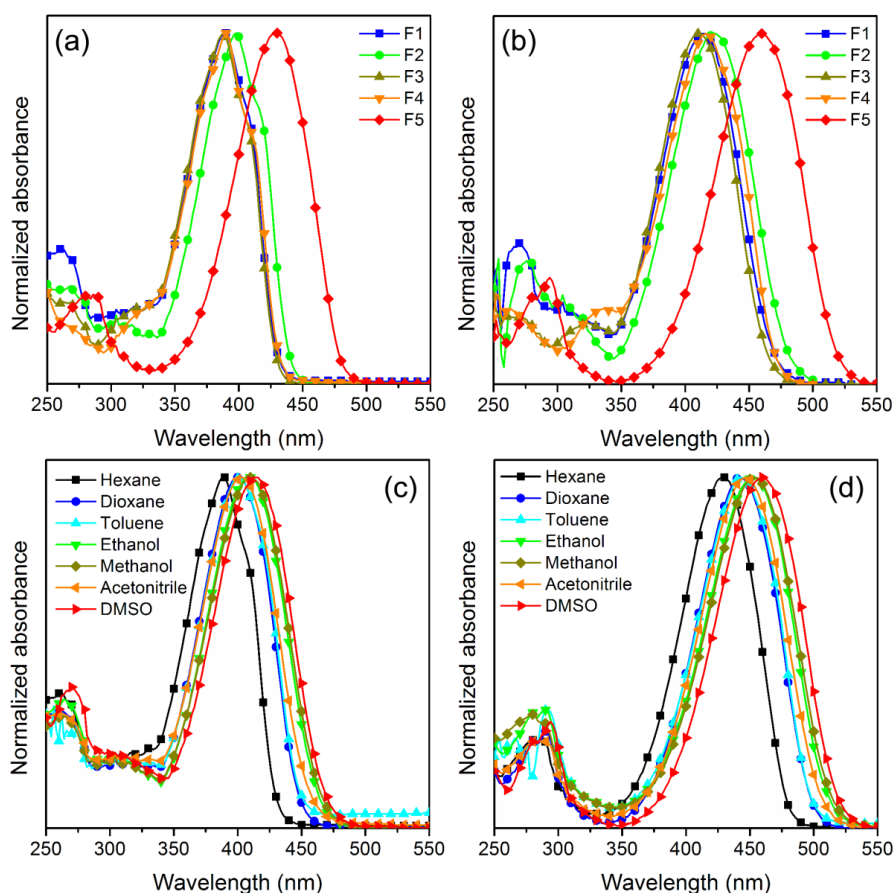 (a)
F1
F2
F3
F4
F5
Normalized absorbance
250 300 350 400 450 500 550
Wavelength (nm)
(b)
F1
F2
F3
F4
F5
Normalized absorbance
250 300 350 400 450 500 550
Wavelength (nm)
(c)
Hexane
Dioxane
Toluene
Ethanol
Methanol
Acetonitrile
DMSO
Normalized absorbance
250 300 350 400 450 500 550
Wavelength (nm)
(d)
Hexane
Dioxane
Toluene
Ethanol
Methanol
Acetonitrile
DMSO
Normalized absorbance
250 300 350 400 450 500 550
Wavelength (nm)